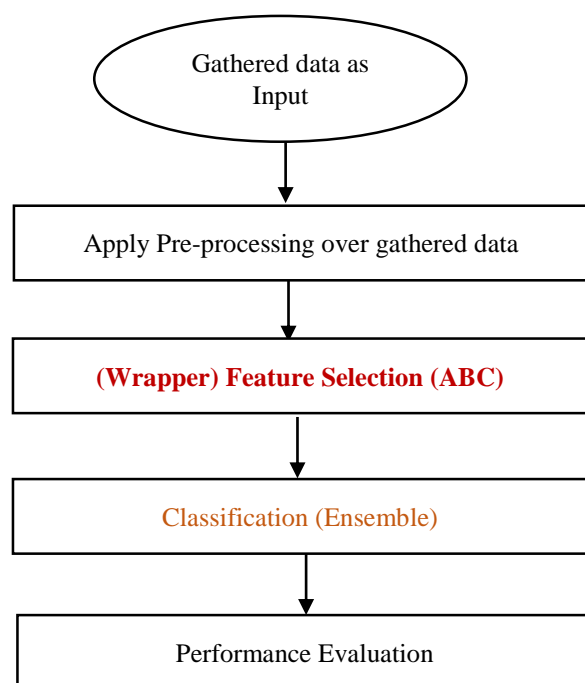 Gathered data as
Input
Apply Pre-processing over gathered data
(Wrapper) Feature Selection (ABC)
Classification (Ensemble)
Performance Evaluation